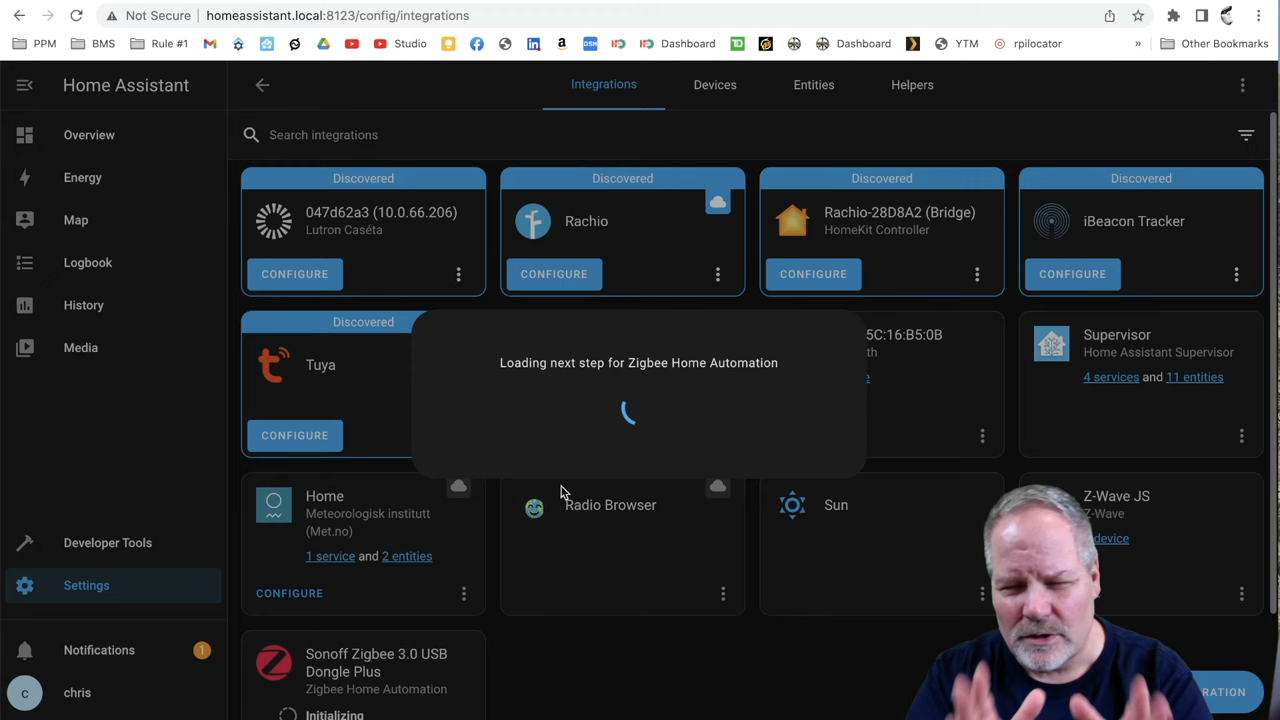 Not Secure
homeassistant.local:8123/config/integrations
PPM
BMS
Rule #1
Studio
DSM
Dashboard
Dashboard
YTM
rpilocator
»
Other Bookmarks
Home Assistant
Integrations
Devices
Entities
Helpers
Overview
Energy
Map
Logbook
History
Media
Developer Tools
Settings
Notifications
1
c
chris
Search integrations
Discovered
047d62a3 (10.0.66.206)
Lutron Caséta
CONFIGURE
Discovered
Rachio
CONFIGURE
Discovered
Rachio-28D8A2 (Bridge)
HomeKit Controller
CONFIGURE
Discovered
iBeacon Tracker
CONFIGURE
Discovered
Tuya
CONFIGURE
Loading next step for Zigbee Home Automation
5C:16:B5:0B
Supervisor
Home Assistant Supervisor
4 services and 11 entities
Home
Meteorologisk institutt
(Met.no)
1 service and 2 entities
CONFIGURE
Radio Browser
Sun
Z-Wave JS
Z-Wave
device
Sonoff Zigbee 3.0 USB
Dongle Plus
Zigbee Home Automation
Initializing